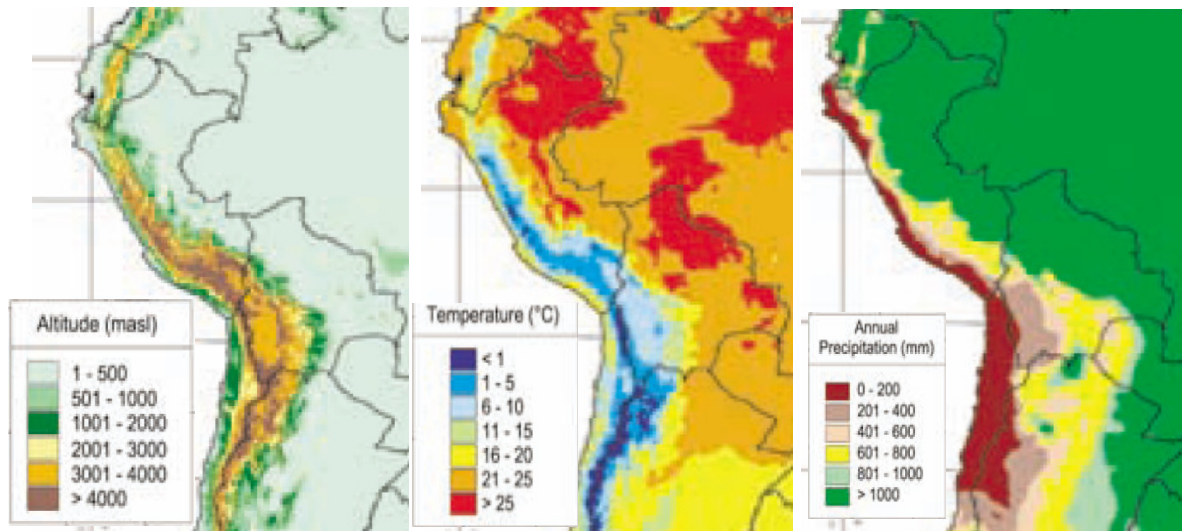 Altitude (masl)
1 - 500
501 - 1000
1001 - 2000
2001 - 3000
3001 - 4000
> 4000
Temperature (°C)
< 1
1 - 5
6 - 10
11 - 15
16 - 20
21 - 25
> 25
Annual
Precipitation (mm)
0 - 200
201 - 400
401 - 600
601 - 800
801 - 1000
> 1000